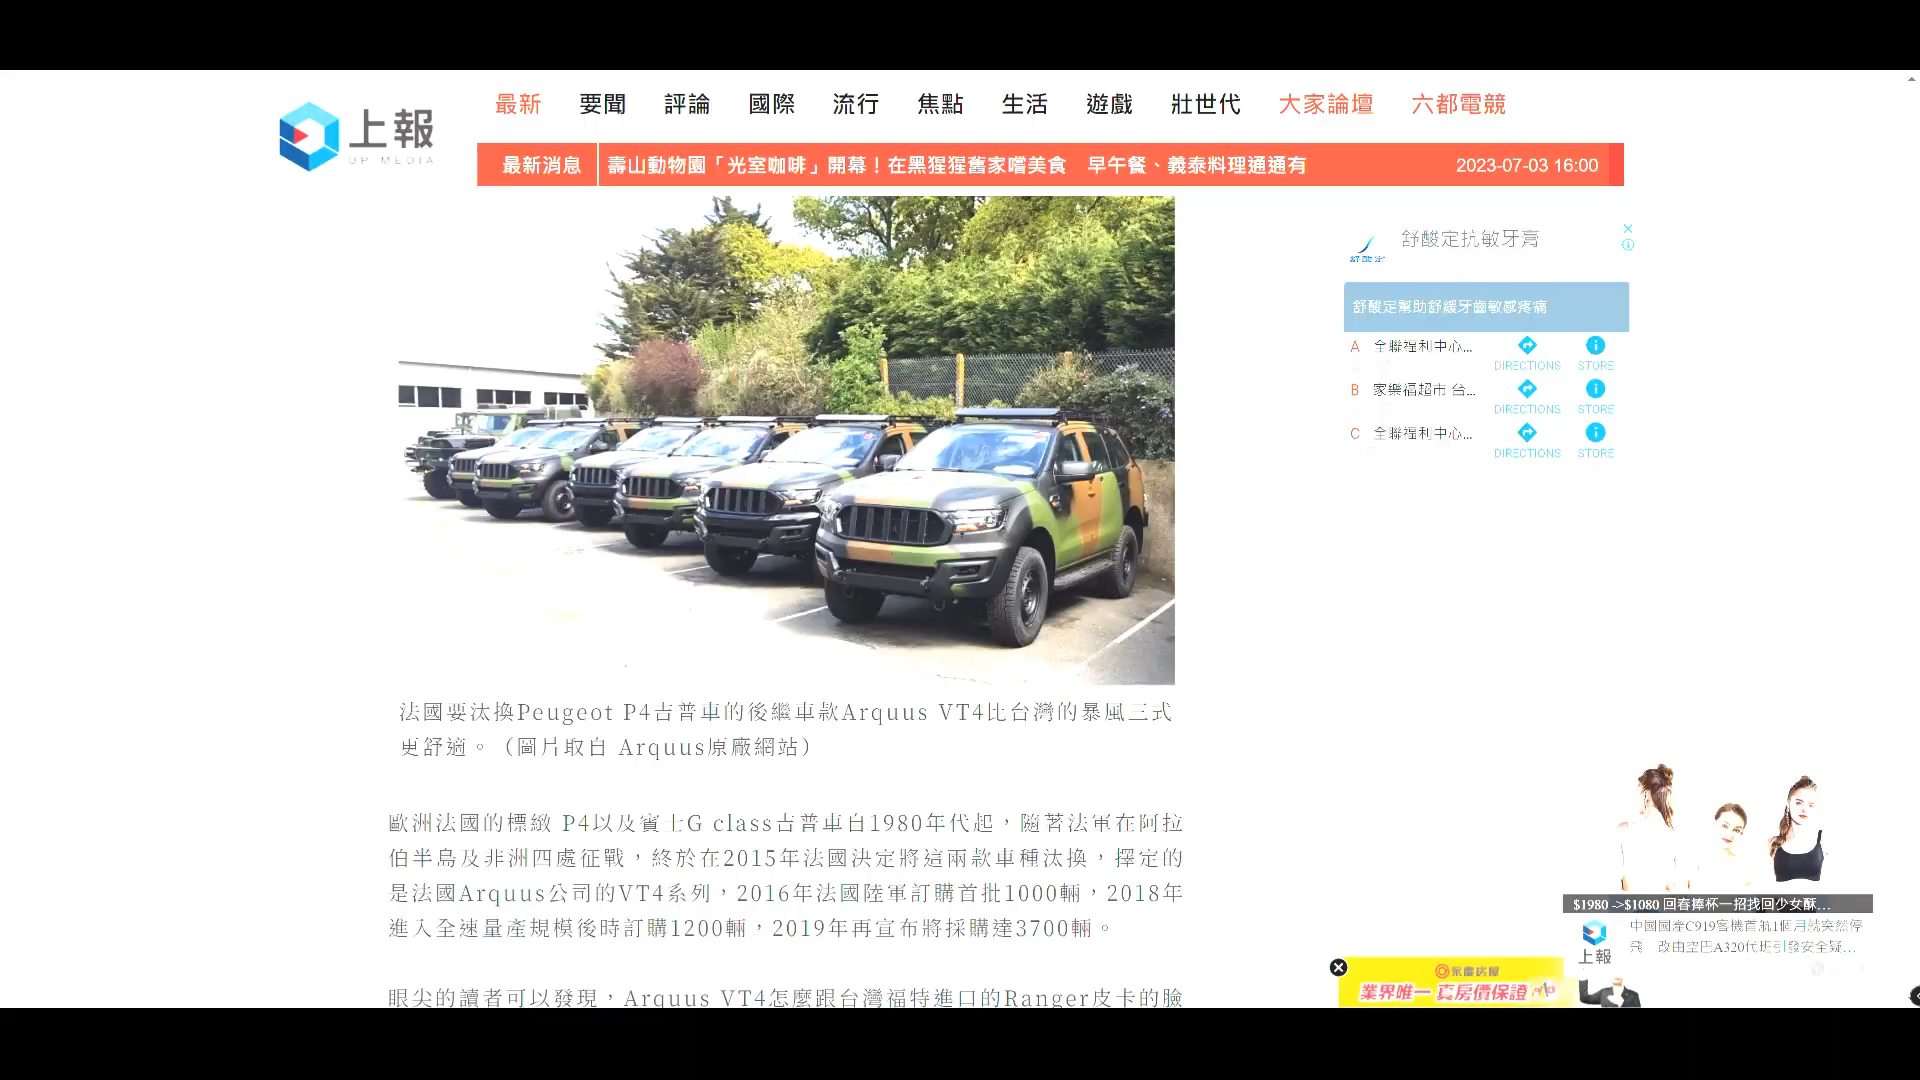 上報
UP MEDIA
最新 要聞 評論 國際 流行 焦點 生活 遊戲 壯世代 大家論壇 六都電競
最新消息 壽山動物園「光室咖啡」開幕！在黑猩猩舊家嚐美食 早午餐、義泰料理通通有 2023-07-03 16:00
舒酸定抗敏牙膏
舒酸定
舒酸定幫助舒緩牙齒敏感疼痛
A 全聯福利中心...
DIRECTIONS STORE
B 家樂福超市 台...
DIRECTIONS STORE
C 全聯福利中心...
DIRECTIONS STORE
法國要汰換Peugeot P4吉普車的後繼車款Arquus VT4比台灣的暴風三式
更舒適。（圖片取自 Arquus原廠網站）
歐洲法國的標緻 P4以及賓士G class吉普車自1980年代起，隨著法軍在阿拉
伯半島及非洲四處征戰，終於在2015年法國決定將這兩款車種汰換，擇定的
是法國Arquus公司的VT4系列，2016年法國陸軍訂購首批1000輛，2018年
進入全速量產規模後時訂購1200輛，2019年再宣布將採購達3700輛。
眼尖的讀者可以發現，Arquus VT4怎麼跟台灣福特進口的Ranger皮卡的臉
$1980 ->$1080 回春捧杯一招找回少女酥...
上報
中國國產C919客機首航1個月就突然停
飛 改由空巴A320代班引發安全疑...
永慶房屋
業界唯一 真房價保證